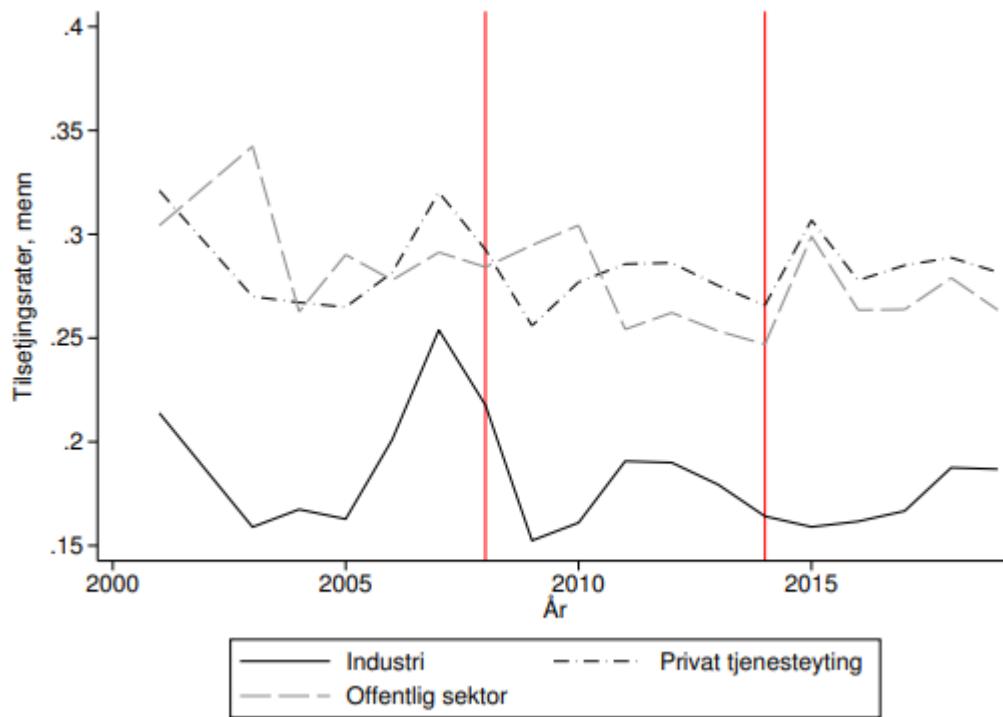 Tilsetjingsrater, menn
.4
.35
.3
.25
.2
.15
2000 2005 2010 2015
År
Industri Privat tjenesteyting
Offentlig sektor